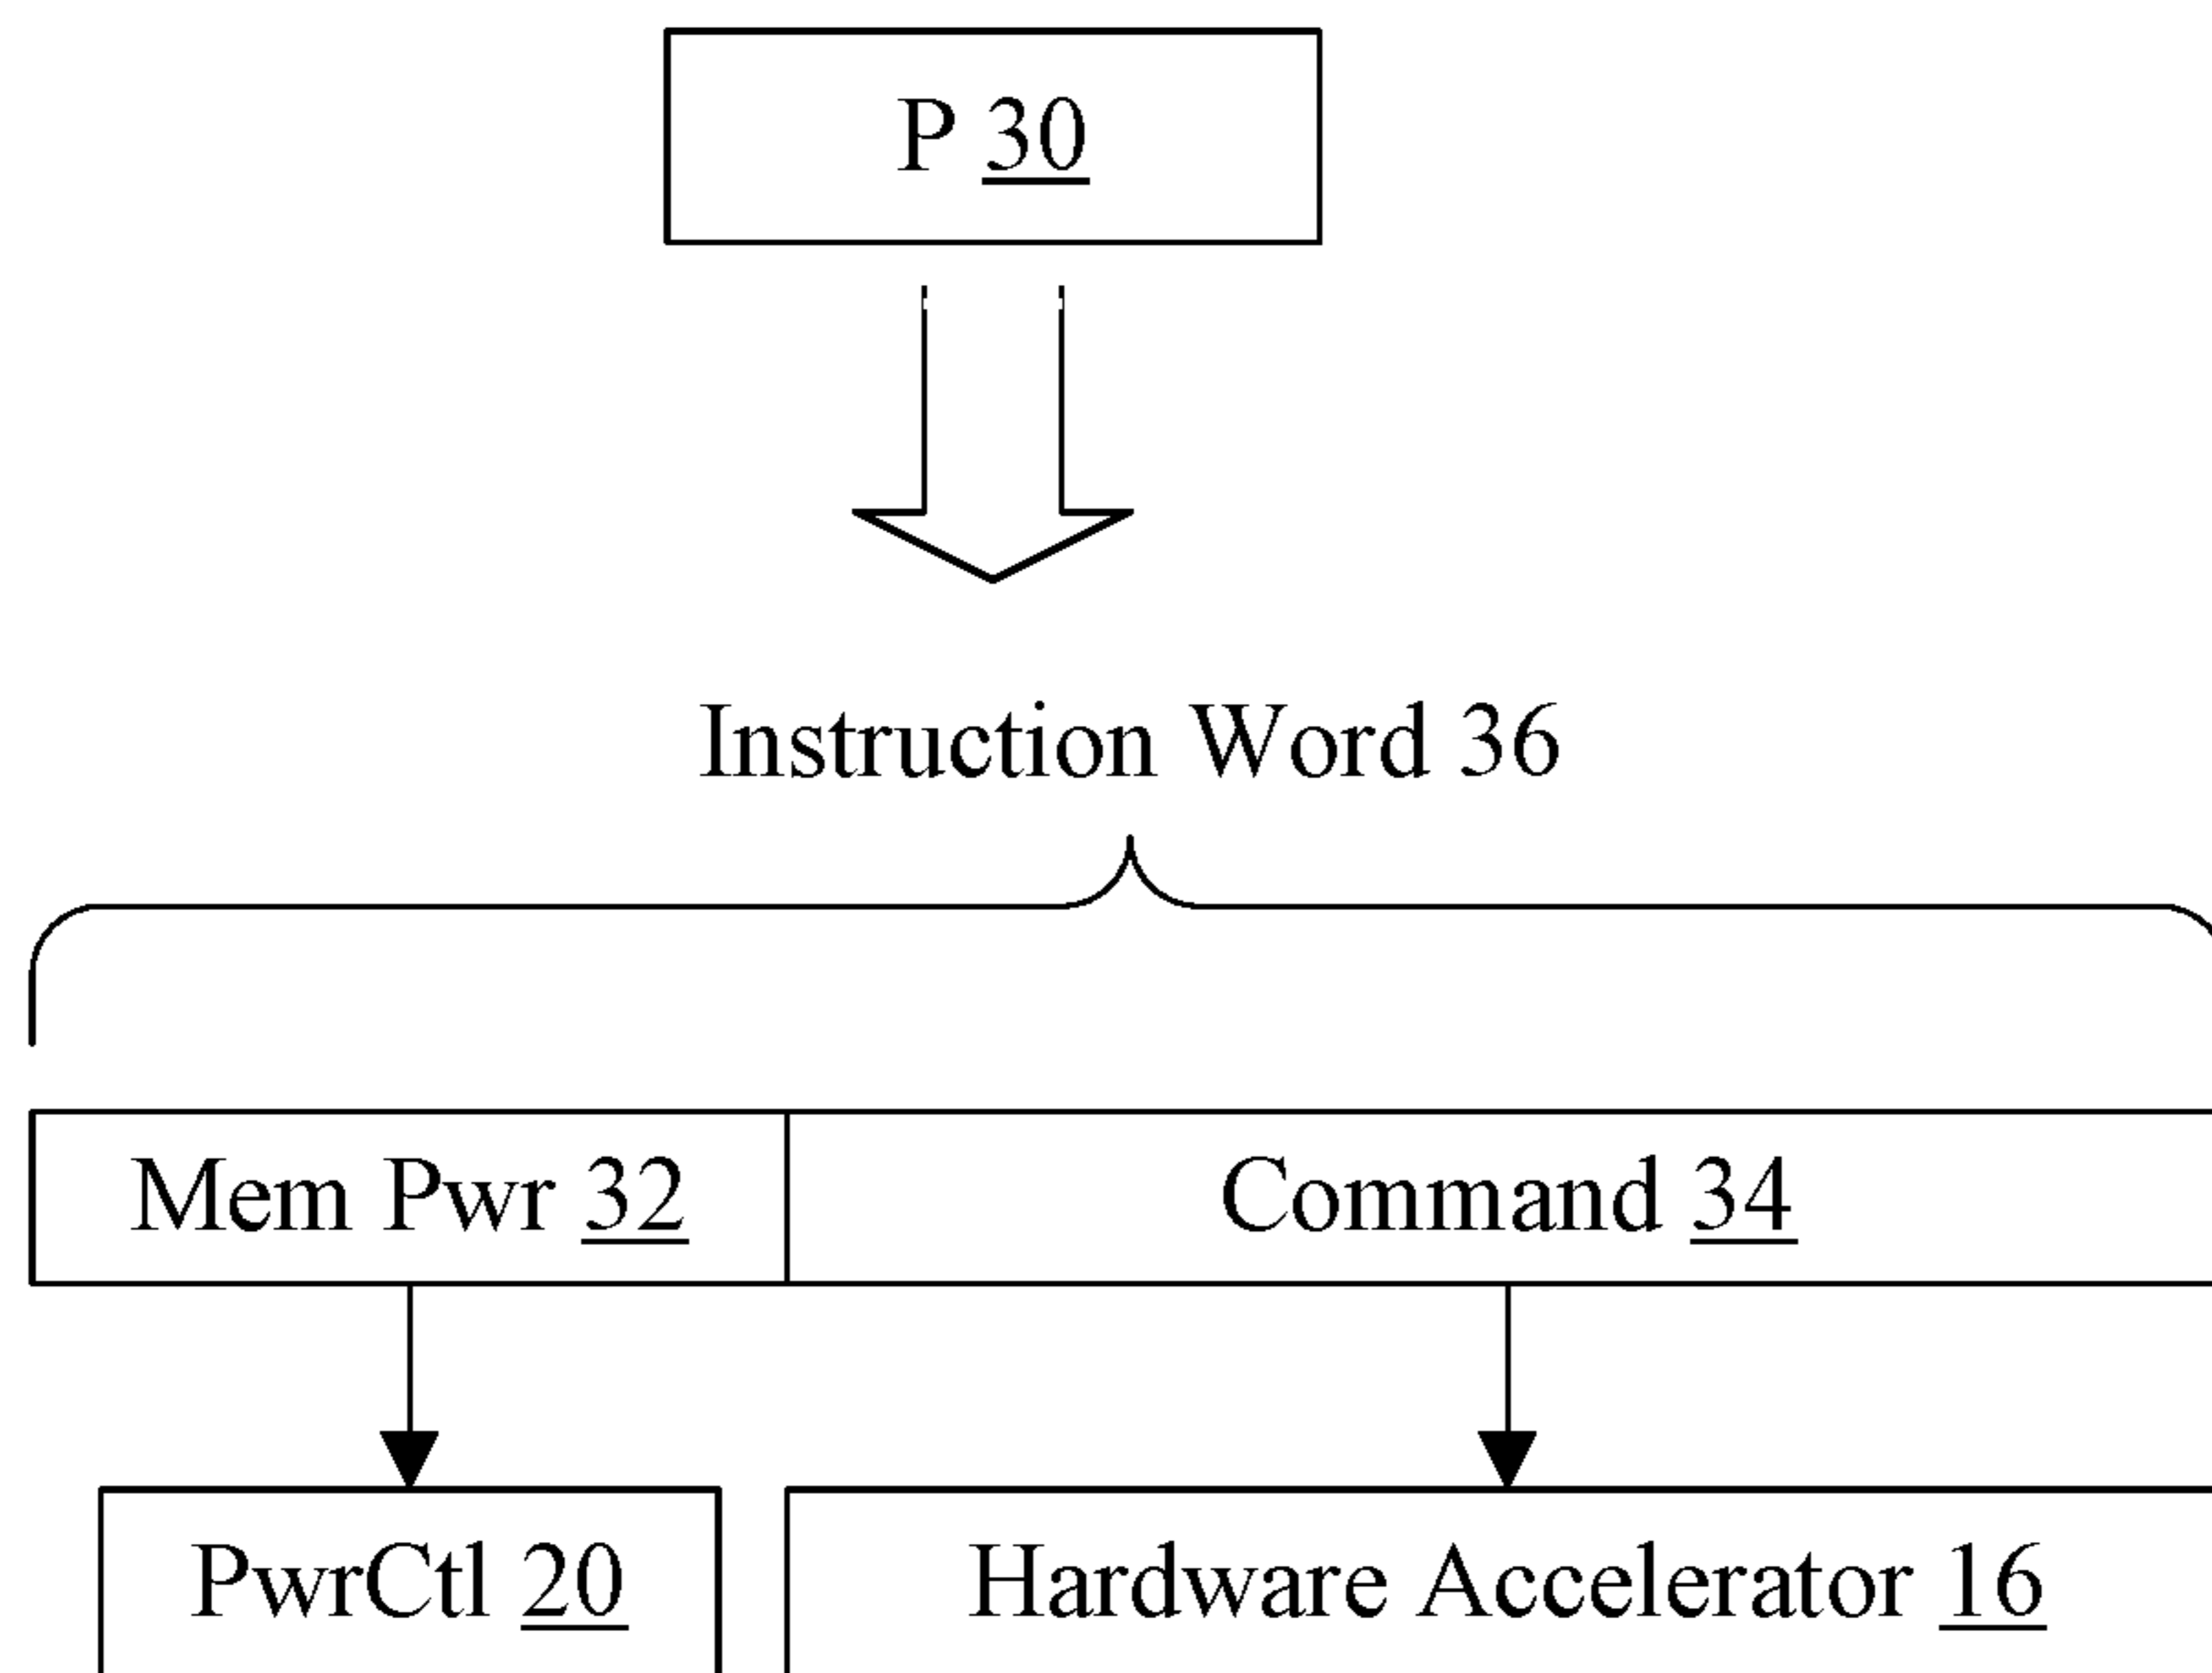 P 30
Instruction Word 36
Mem Pwr 32
Command 34
PwrCtl 20
Hardware Accelerator 16